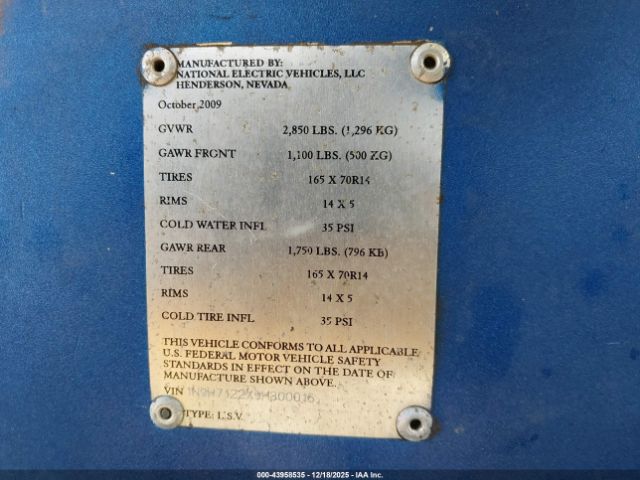 MANUFACTURED BY:
NATIONAL ELECTRIC VEHICLES, LLC
HENDERSON, NEVADA
October 2009
GVWR 2,850 LBS. (1,296 KG)
GAWR FRONT 1,100 LBS. (500 KG)
TIRES 165 X 70R14
RIMS 14 X 5
COLD WATER INFL 35 PSI
GAWR REAR 1,750 LBS. (796 KB)
TIRES 165 X 70R14
RIMS 14 X 5
COLD TIRE INFL 35 PSI
THIS VEHICLE CONFORMS TO ALL APPLICABLE
U.S. FEDERAL MOTOR VEHICLE SAFETY
STANDARDS IN EFFECT ON THE DATE OF
MANUFACTURE SHOWN ABOVE.
VIN
TYPE: L.S.V.
000-43958535 - 12/18/2025 - IAA Inc.